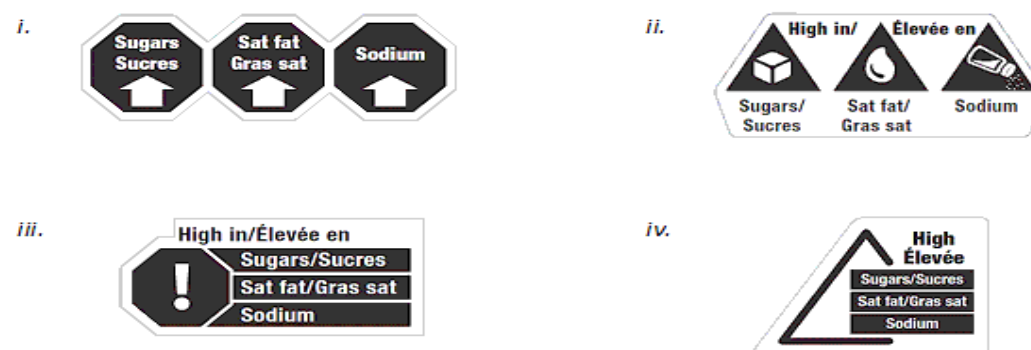 i.
Sugars
Sucres
Sat fat
Gras sat
Sodium
ii.
High in/ Élevée en
Sugars/
Sucres
Sat fat/
Gras sat
Sodium
iii.
High in/Élevée en
Sugars/Sucres
Sat fat/Gras sat
Sodium
!
iv.
High
Élevée
Sugars/Sucres
Sat fat/Gras sat
Sodium